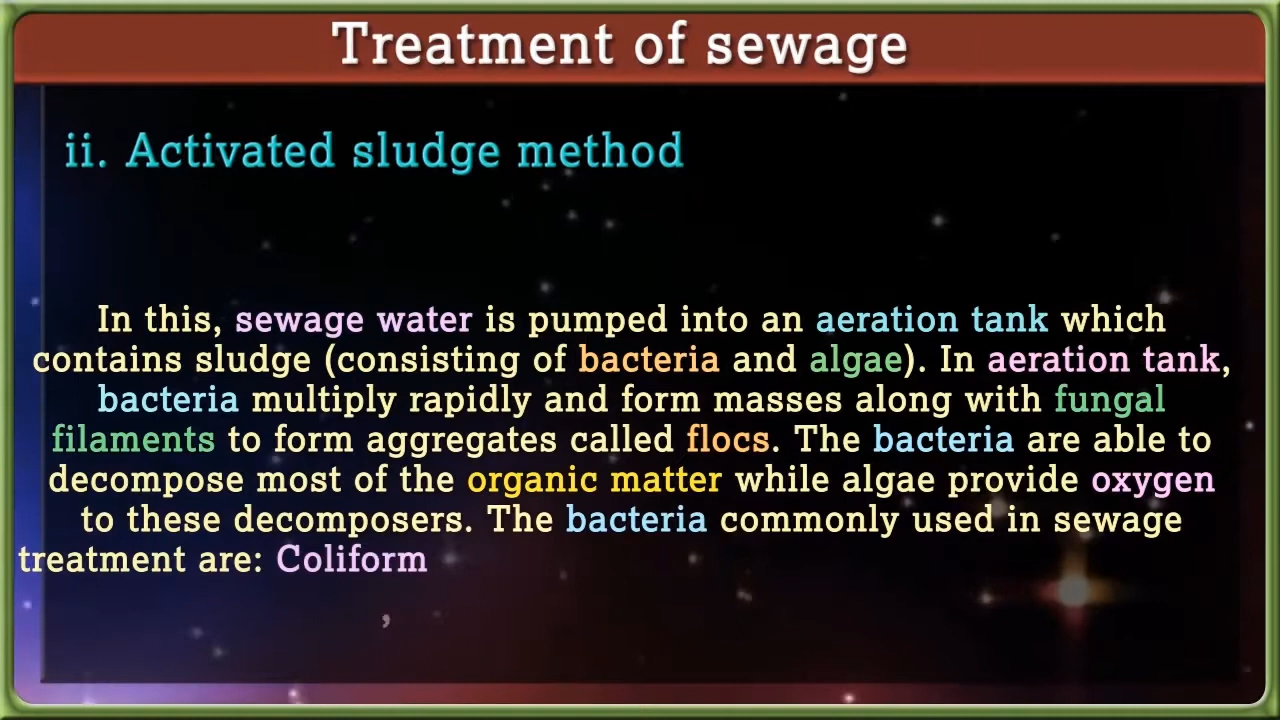 Treatment of sewage
ii. Activated sludge method
In this, sewage water is pumped into an aeration tank which
contains sludge (consisting of bacteria and algae). In aeration tank,
bacteria multiply rapidly and form masses along with fungal
filaments to form aggregates called flocs. The bacteria are able to
decompose most of the organic matter while algae provide oxygen
to these decomposers. The bacteria commonly used in sewage
treatment are: Coliform
,